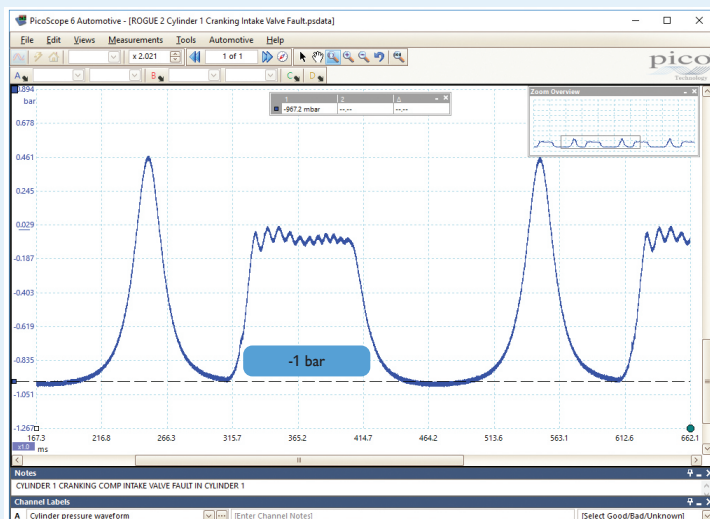 PicoScope 6 Automotive - [ROGUE 2 Cylinder 1 Cranking Intake Valve Fault.psdata]
File Edit Views Measurements Tools Automotive Help
x 2.021 1 of 1
pico
Technology
A B C D
0.894
bar
0.678
0.461
0.245
0.029
-0.187
-0.403
-0.619
-0.835
-1.051
-1.267
1 2 Δ
-967.2 mbar --.-- --.--
Zoom Overview
-1 bar
167.3 216.8 266.3 315.7 365.2 414.7 464.2 513.6 563.1 612.6 662.1
x1.0 ms
Notes
CYLINDER 1 CRANKING COMP INTAKE VALVE FAULT IN CYLINDER 1
Channel Labels
A Cylinder pressure waveform [Enter Channel Notes] [Select Good/Bad/Unknown]